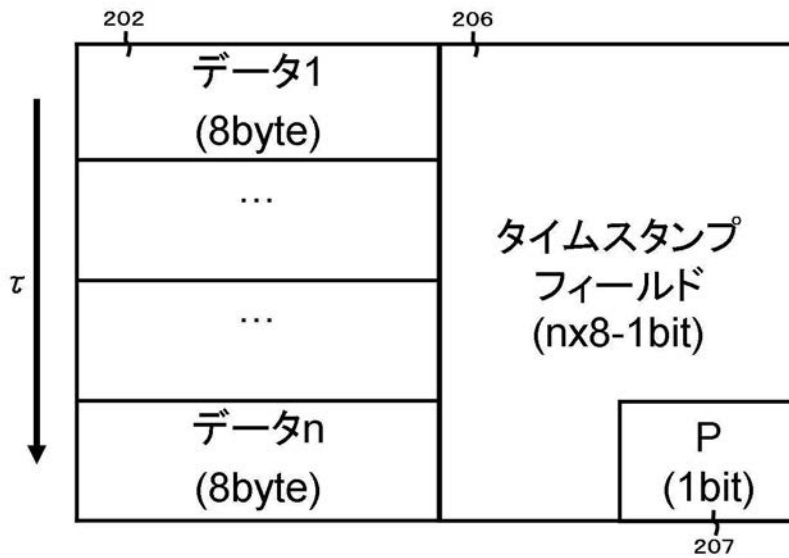 202
206
データ1
(8byte)
…
…
データn
(8byte)
τ
タイムスタンプ
フィールド
(nx8-1bit)
P
(1bit)
207